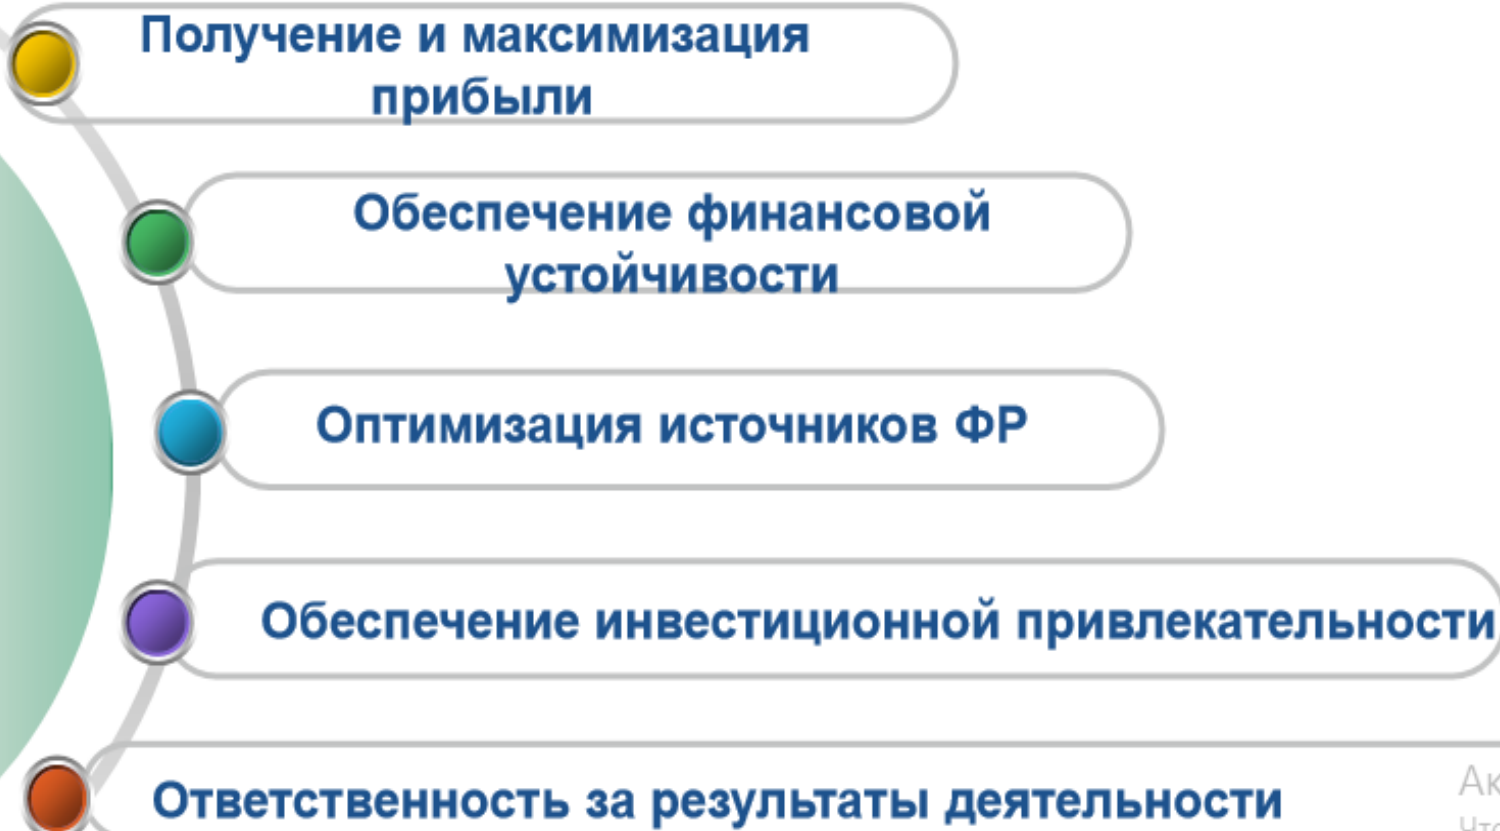 Получение и максимизация
прибыли
Обеспечение финансовой
устойчивости
Оптимизация источников ФР
Обеспечение инвестиционной привлекательности
Ответственность за результаты деятельности